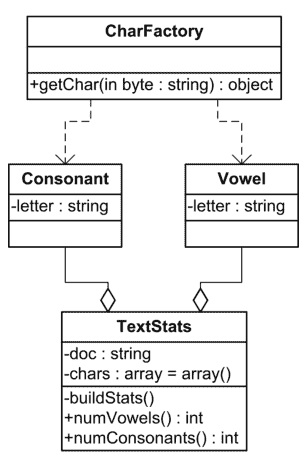 CharFactory
+getChar(in byte : string) : object
Consonant
-letter : string
Vowel
-letter : string
TextStats
-doc : string
-chars : array = array()
-buildStats()
+numVowels() : int
+numConsonants() : int